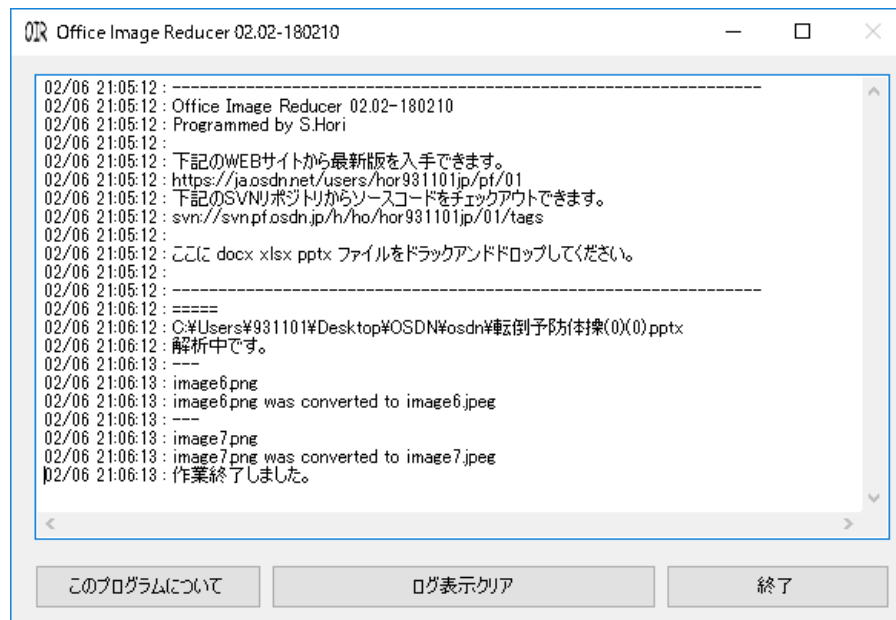 OIR Office Image Reducer 02.02-180210
02/06 21:05:12 : ----------------------------------------------------------------
02/06 21:05:12 : Office Image Reducer 02.02-180210
02/06 21:05:12 : Programmed by S.Hori
02/06 21:05:12 :
02/06 21:05:12 : 下記のWEBサイトから最新版を入手できます。
02/06 21:05:12 : https://ja.osdn.net/users/hor931101jp/pf/01
02/06 21:05:12 : 下記のSVNリポジトリからソースコードをチェックアウトできます。
02/06 21:05:12 : svn://svn.pf.osdn.jp/h/ho/hor931101jp/01/tags
02/06 21:05:12 :
02/06 21:05:12 : ここに docx xlsx pptx ファイルをドラックアンドドロップしてください。
02/06 21:05:12 :
02/06 21:05:12 : ----------------------------------------------------------------
02/06 21:06:12 : =====
02/06 21:06:12 : C:¥Users¥931101¥Desktop¥OSDN¥osdn¥転倒予防体操(0)(0).pptx
02/06 21:06:12 : 解析中です。
02/06 21:06:13 : ---
02/06 21:06:13 : image6.png
02/06 21:06:13 : image6.png was converted to image6.jpeg
02/06 21:06:13 : ---
02/06 21:06:13 : image7.png
02/06 21:06:13 : image7.png was converted to image7.jpeg
02/06 21:06:13 : 作業終了しました。
このプログラムについて
ログ表示クリア
終了